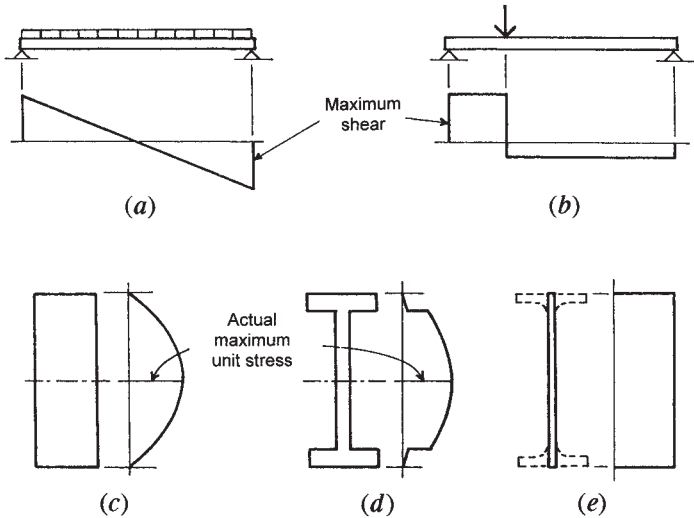 Maximum
shear
(a)
(b)
Actual
maximum
unit stress
(c)
(d)
(e)